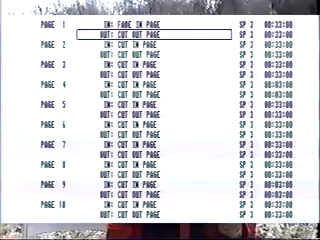 PAGE 1 IN: FADE IN PAGE SP 3 00:33:00
OUT: CUT OUT PAGE SP 3 00:33:00
PAGE 2 IN: CUT IN PAGE SP 3 00:33:00
OUT: CUT OUT PAGE SP 3 00:33:00
PAGE 3 IN: CUT IN PAGE SP 3 00:33:00
OUT: CUT OUT PAGE SP 3 00:33:00
PAGE 4 IN: CUT IN PAGE SP 3 00:03:00
OUT: CUT OUT PAGE SP 3 00:03:00
PAGE 5 IN: CUT IN PAGE SP 3 00:33:00
OUT: CUT OUT PAGE SP 3 00:33:00
PAGE 6 IN: CUT IN PAGE SP 3 00:33:00
OUT: CUT OUT PAGE SP 3 00:33:00
PAGE 7 IN: CUT IN PAGE SP 3 00:33:00
OUT: CUT OUT PAGE SP 3 00:33:00
PAGE 8 IN: CUT IN PAGE SP 3 00:33:00
OUT: CUT OUT PAGE SP 3 00:33:00
PAGE 9 IN: CUT IN PAGE SP 3 00:03:00
OUT: CUT OUT PAGE SP 3 00:03:00
PAGE 10 IN: CUT IN PAGE SP 3 00:33:00
OUT: CUT OUT PAGE SP 3 00:33:00